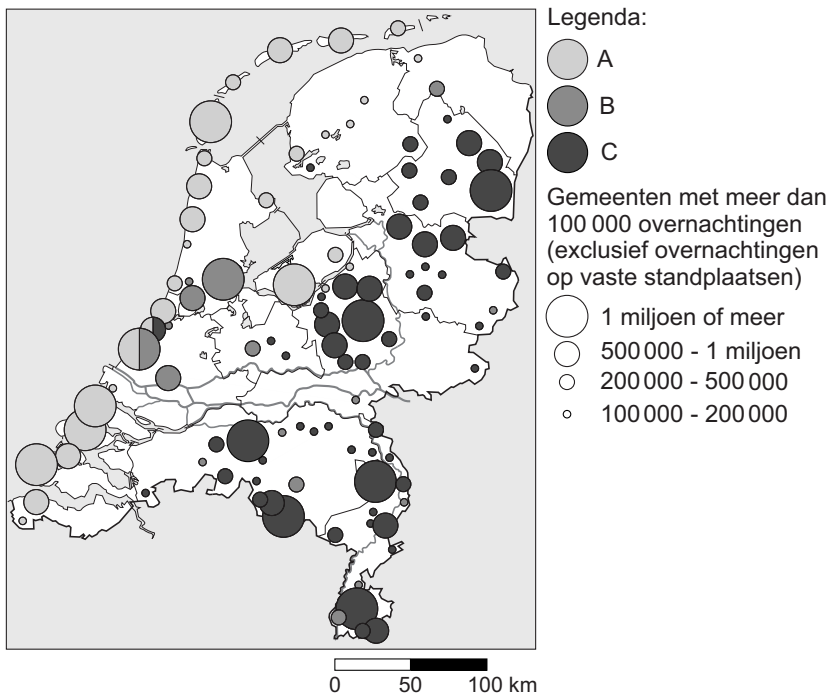 Legenda:
A
B
C
Gemeenten met meer dan
100 000 overnachtingen
(exclusief overnachtingen
op vaste standplaatsen)
1 miljoen of meer
500 000 - 1 miljoen
200 000 - 500 000
100 000 - 200 000
0 50 100 km